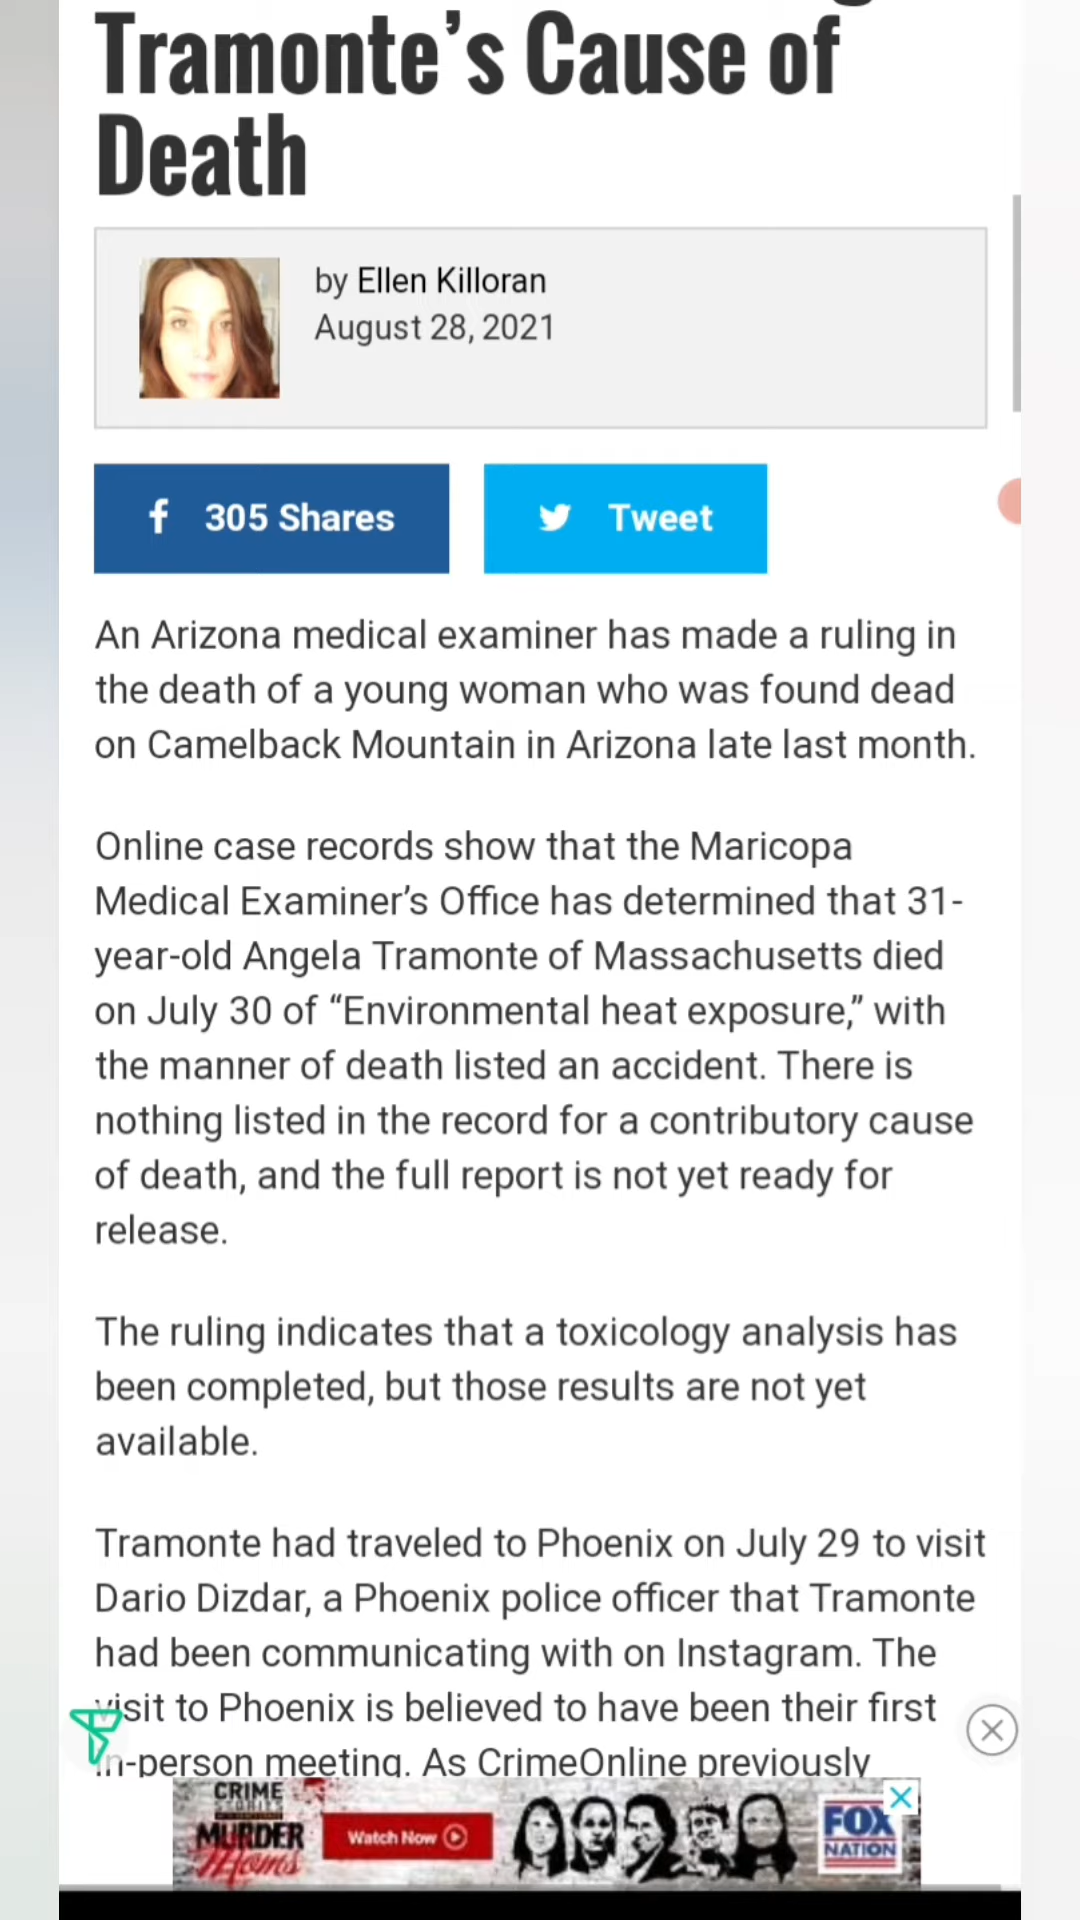 Tramonte’s Cause of
Death
by Ellen Killoran
August 28, 2021
f 305 Shares
Tweet
An Arizona medical examiner has made a ruling in
the death of a young woman who was found dead
on Camelback Mountain in Arizona late last month.
Online case records show that the Maricopa
Medical Examiner’s Office has determined that 31-
year-old Angela Tramonte of Massachusetts died
on July 30 of “Environmental heat exposure,” with
the manner of death listed an accident. There is
nothing listed in the record for a contributory cause
of death, and the full report is not yet ready for
release.
The ruling indicates that a toxicology analysis has
been completed, but those results are not yet
available.
Tramonte had traveled to Phoenix on July 29 to visit
Dario Dizdar, a Phoenix police officer that Tramonte
had been communicating with on Instagram. The
visit to Phoenix is believed to have been their first
in-person meeting. As CrimeOnline previously
CRIME
STORIES
MURDER
Moms
Watch Now
FOX
NATION